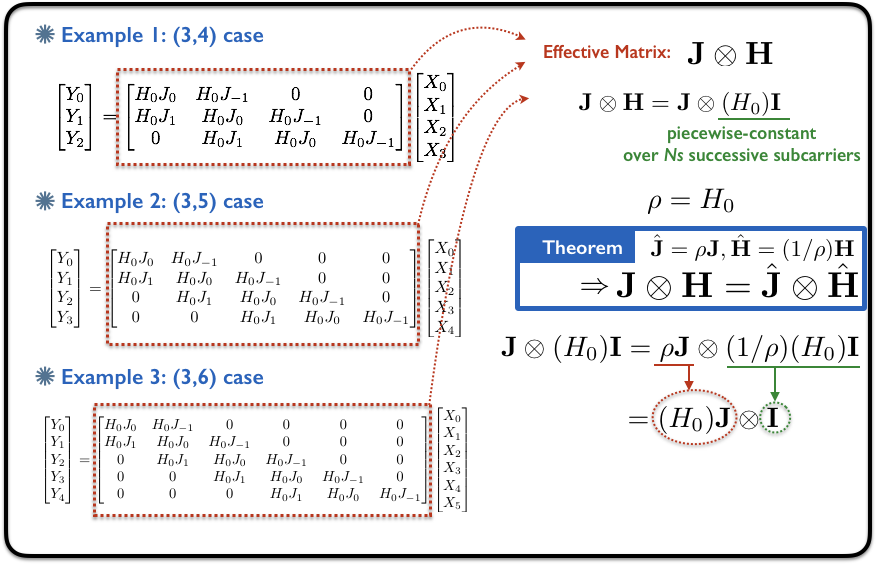 Example 1: (3,4) case
[Y₀ Y₁ Y₂] = [H₀J₀ H₀J₋₁ 0 0
H₀J₁ H₀J₀ H₀J₋₁ 0
0 H₀J₁ H₀J₀ H₀J₋₁] [X₀ X₁ X₂ X₃]
Example 2: (3,5) case
[Y₀ Y₁ Y₂ Y₃] = [H₀J₀ H₀J₋₁ 0 0 0
H₀J₁ H₀J₀ H₀J₋₁ 0 0
0 H₀J₁ H₀J₀ H₀J₋₁ 0
0 0 H₀J₁ H₀J₀ H₀J₋₁] [X₀ X₁ X₂ X₃ X₄]
Example 3: (3,6) case
[Y₀ Y₁ Y₂ Y₃ Y₄] = [H₀J₀ H₀J₋₁ 0 0 0 0
H₀J₁ H₀J₀ H₀J₋₁ 0 0 0
0 H₀J₁ H₀J₀ H₀J₋₁ 0 0
0 0 H₀J₁ H₀J₀ H₀J₋₁ 0
0 0 0 H₀J₁ H₀J₀ H₀J₋₁] [X₀ X₁ X₂ X₃ X₄ X₅]
Effective Matrix: J ⊗ H
J ⊗ H = J ⊗ (H₀)I
piecewise-constant
over Ns successive subcarriers
ρ = H₀
Theorem Ĵ = ρJ, Ĥ = (1/ρ)H
⇒ J ⊗ H = Ĵ ⊗ Ĥ
J ⊗ (H₀)I = ρJ ⊗ (1/ρ)(H₀)I
= (H₀)J ⊗ I